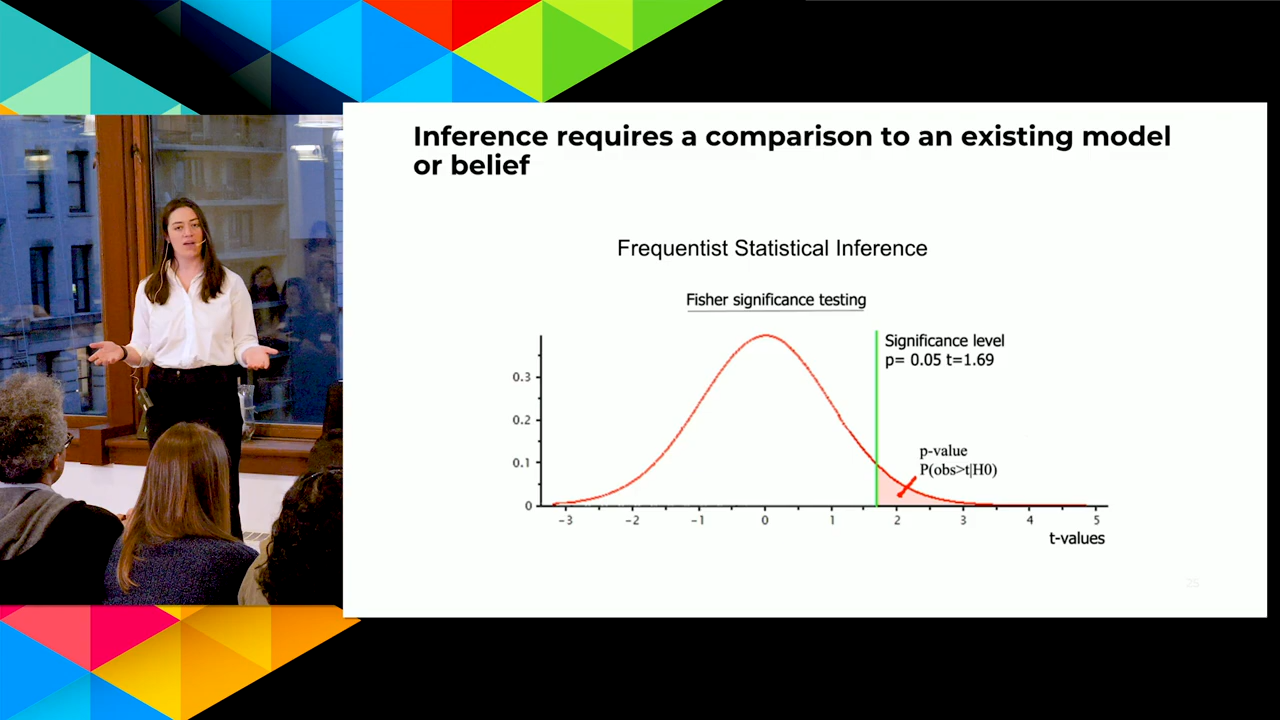 Inference requires a comparison to an existing model
or belief
Frequentist Statistical Inference
Fisher significance testing
Significance level
p= 0.05 t=1.69
p-value
P(obs>t|H0)
0.3
0.2
0.1
0
-3
-2
-1
0
1
2
3
4
5
t-values
25